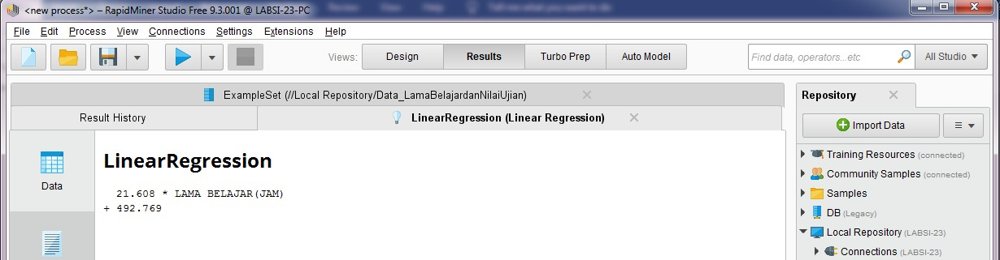 <new process*> – RapidMiner Studio Free 9.3.001 @ LABSI-23-PC
File Edit Process View Connections Settings Extensions Help
Views: Design Results Turbo Prep Auto Model Find data, operators...etc All Studio
ExampleSet (//Local Repository/Data_LamaBelajardanNilaiUjian)
Result History LinearRegression (Linear Regression)
Repository
Import Data
LinearRegression
Data
21.608 * LAMA BELAJAR(JAM)
+ 492.769
Training Resources (connected)
Community Samples (connected)
Samples
DB (Legacy)
Local Repository (LABSI-23)
Connections (LABSI-23)